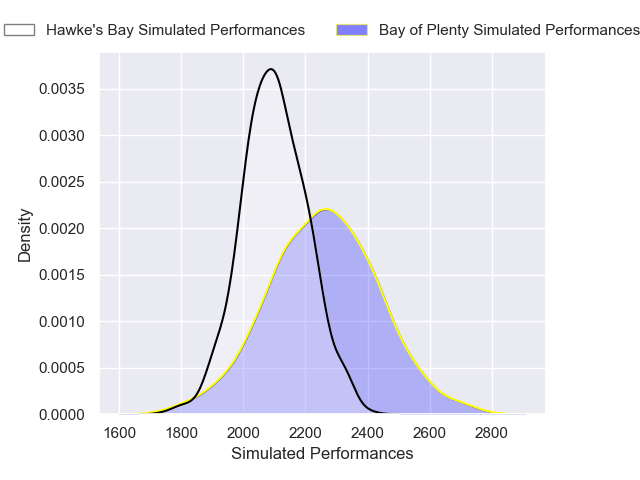 Hawke's Bay Simulated Performances
Bay of Plenty Simulated Performances
0.0035
0.0030
0.0025
0.0020
0.0015
0.0010
0.0005
0.0000
Density
1600 1800 2000 2200 2400 2600 2800
Simulated Performances